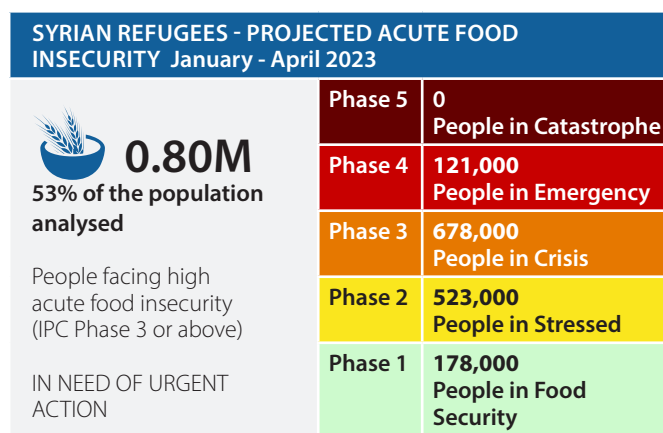 SYRIAN REFUGEES - PROJECTED ACUTE FOOD
INSECURITY January - April 2023
0.80M
53% of the population
analysed
People facing high
acute food insecurity
(IPC Phase 3 or above)
IN NEED OF URGENT
ACTION
Phase 5
0
People in Catastrophe
Phase 4
121,000
People in Emergency
Phase 3
678,000
People in Crisis
Phase 2
523,000
People in Stressed
Phase 1
178,000
People in Food
Security